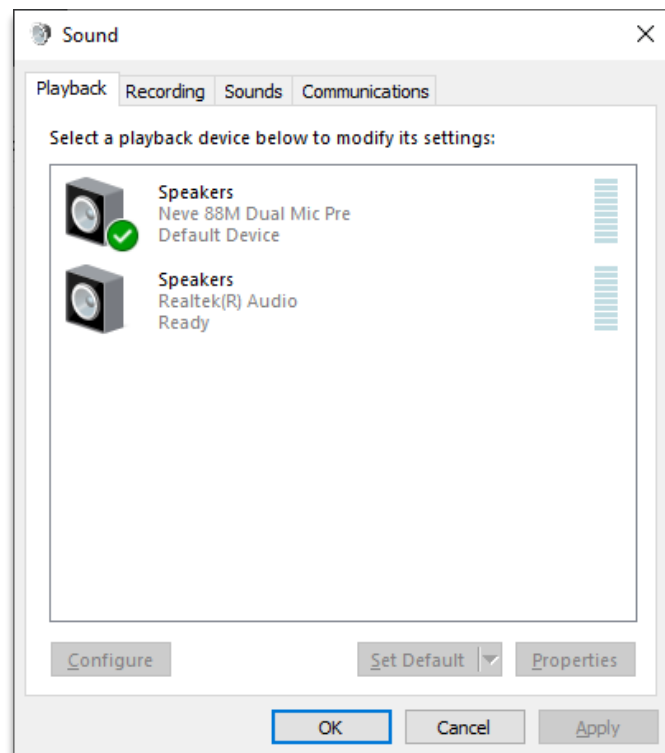 Sound
Playback
Recording
Sounds
Communications
Select a playback device below to modify its settings:
Speakers
Neve 88M Dual Mic Pre
Default Device
Speakers
Realtek(R) Audio
Ready
Configure
Set Default
Properties
OK
Cancel
Apply